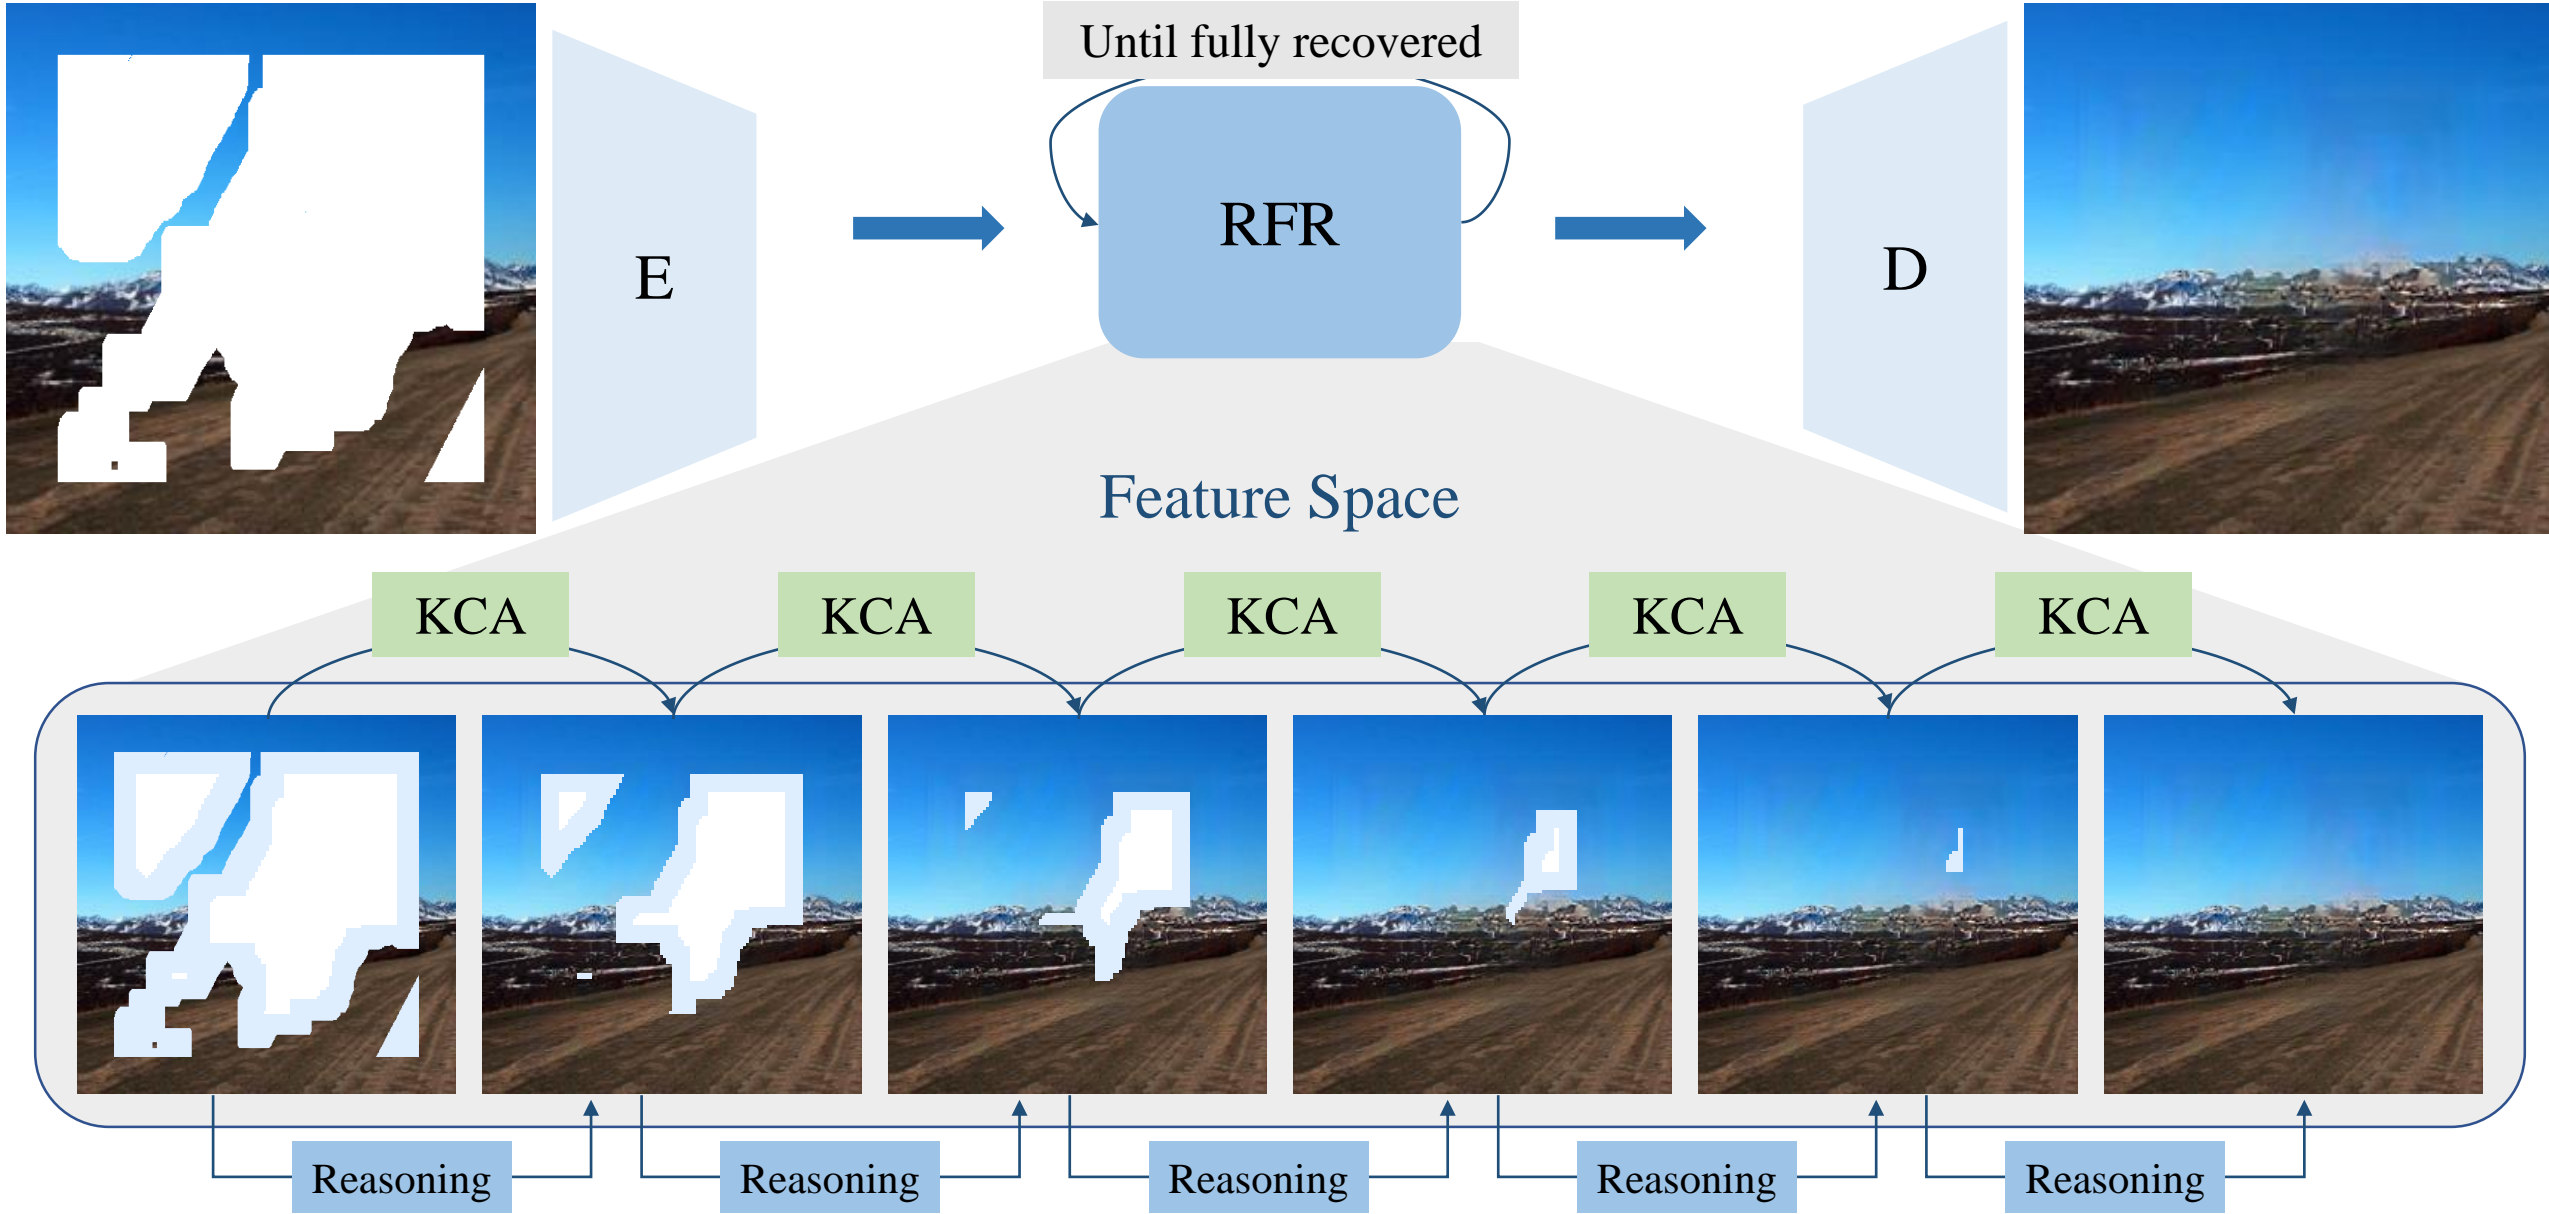 Until fully recovered
E
RFR
D
Feature Space
KCA
KCA
KCA
KCA
KCA
Reasoning
Reasoning
Reasoning
Reasoning
Reasoning